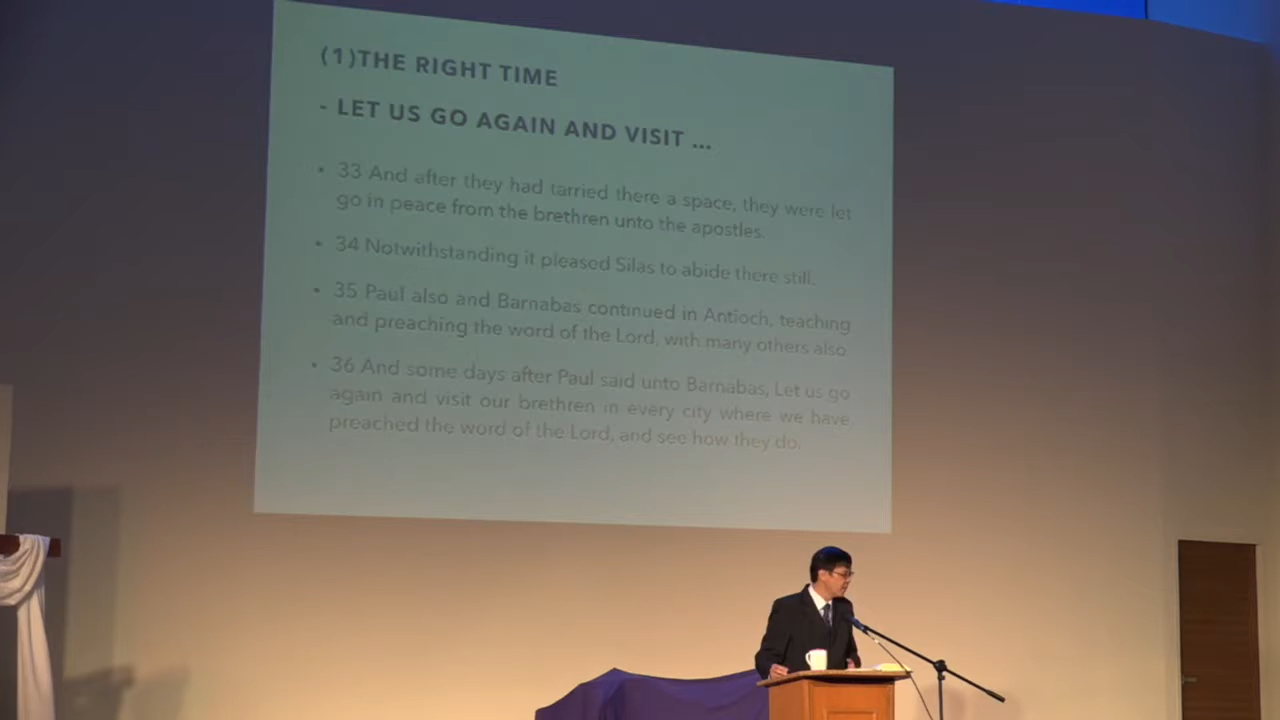 (1)THE RIGHT TIME
- LET US GO AGAIN AND VISIT ...
• 33 And after they had tarried there a space, they were let
go in peace from the brethren unto the apostles.
• 34 Notwithstanding it pleased Silas to abide there still.
• 35 Paul also and Barnabas continued in Antioch, teaching
and preaching the word of the Lord, with many others also.
• 36 And some days after Paul said unto Barnabas, Let us go
again and visit our brethren in every city where we have
preached the word of the Lord, and see how they do.